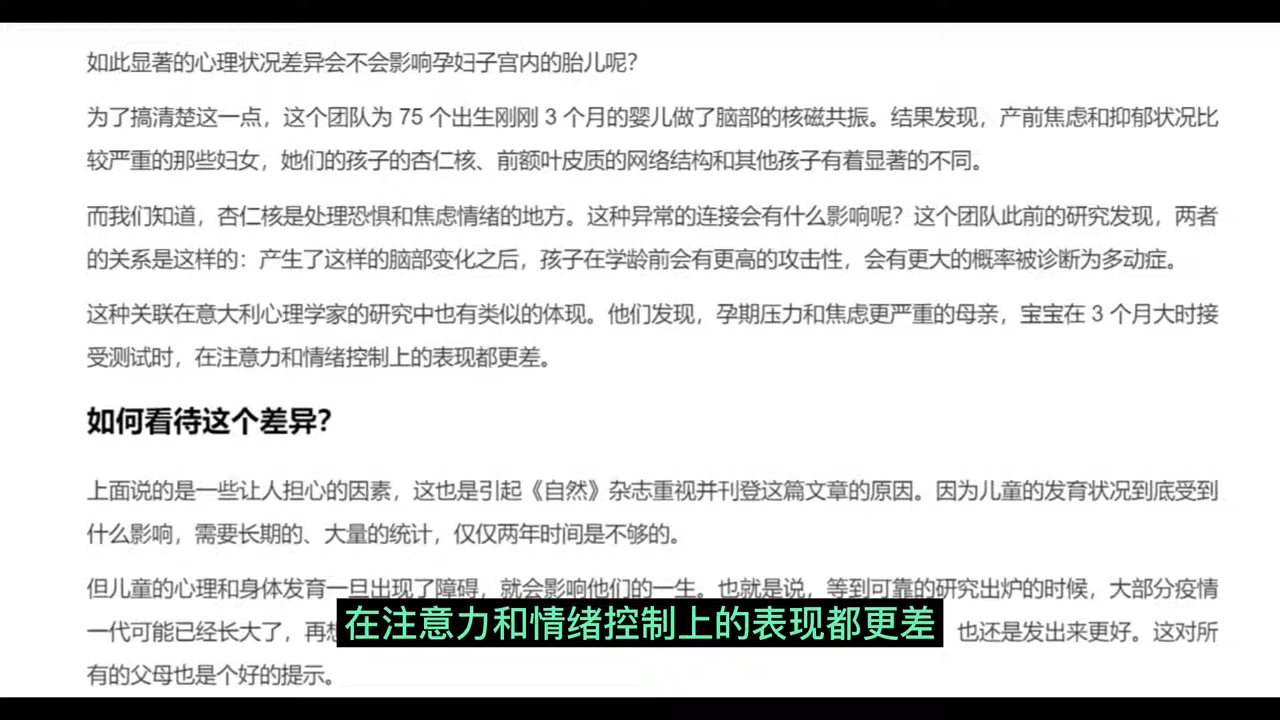 如此显著的心理状况差异会不会影响孕妇子宫内的胎儿呢？
为了搞清楚这一点，这个团队为 75 个出生刚刚 3 个月的婴儿做了脑部的核磁共振。结果发现，产前焦虑和抑郁状况比
较严重的那些妇女，她们的孩子的杏仁核、前额叶皮质的网络结构和其他孩子有着显著的不同。
而我们知道，杏仁核是处理恐惧和焦虑情绪的地方。这种异常的连接会有什么影响呢？这个团队此前的研究发现，两者
的关系是这样的：产生了这样的脑部变化之后，孩子在学龄前会有更高的攻击性，会有更大的概率被诊断为多动症。
这种关联在意大利心理学家的研究中也有类似的体现。他们发现，孕期压力和焦虑更严重的母亲，宝宝在 3 个月大时接
受测试时，在注意力和情绪控制上的表现都更差。
如何看待这个差异？
上面说的是一些让人担心的因素，这也是引起《自然》杂志重视并刊登这篇文章的原因。因为儿童的发育状况到底受到
什么影响，需要长期的、大量的统计，仅仅两年时间是不够的。
但儿童的心理和身体发育一旦出现了障碍，就会影响他们的一生。也就是说，等到可靠的研究出炉的时候，大部分疫情
一代可能已经长大了，再 也还是发出来更好。这对所
在注意力和情绪控制上的表现都更差
有的父母也是个好的提示。